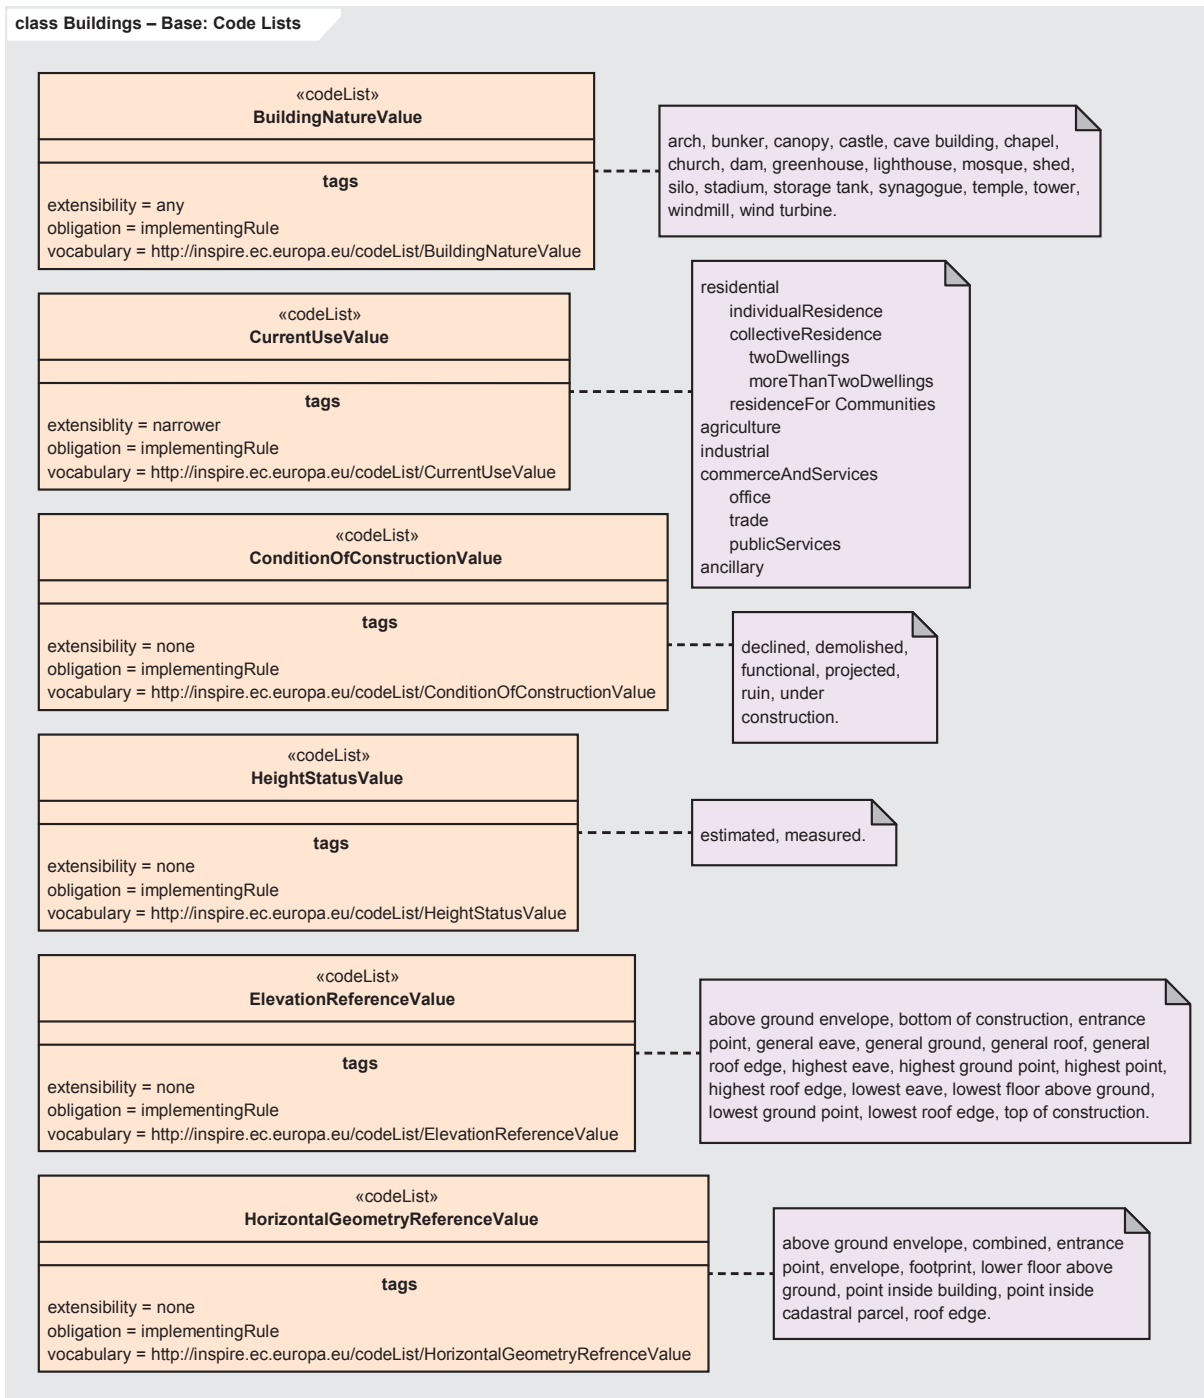 class Buildings – Base: Code Lists
«codeList»
BuildingNatureValue
tags
extensibility = any
obligation = implementingRule
vocabulary = http://inspire.ec.europa.eu/codeList/BuildingNatureValue
arch, bunker, canopy, castle, cave building, chapel,
church, dam, greenhouse, lighthouse, mosque, shed,
silo, stadium, storage tank, synagogue, temple, tower,
windmill, wind turbine.
«codeList»
CurrentUseValue
tags
extensiblity = narrower
obligation = implementingRule
vocabulary = http://inspire.ec.europa.eu/codeList/CurrentUseValue
residential
individualResidence
collectiveResidence
twoDwellings
moreThanTwoDwellings
residenceFor Communities
agriculture
industrial
commerceAndServices
office
trade
publicServices
ancillary
«codeList»
ConditionOfConstructionValue
tags
extensibility = none
obligation = implementingRule
vocabulary = http://inspire.ec.europa.eu/codeList/ConditionOfConstructionValue
declined, demolished,
functional, projected,
ruin, under
construction.
«codeList»
HeightStatusValue
tags
extensibility = none
obligation = implementingRule
vocabulary = http://inspire.ec.europa.eu/codeList/HeightStatusValue
estimated, measured.
«codeList»
ElevationReferenceValue
tags
extensibility = none
obligation = implementingRule
vocabulary = http://inspire.ec.europa.eu/codeList/ElevationReferenceValue
above ground envelope, bottom of construction, entrance
point, general eave, general ground, general roof, general
roof edge, highest eave, highest ground point, highest point,
highest roof edge, lowest eave, lowest floor above ground,
lowest ground point, lowest roof edge, top of construction.
«codeList»
HorizontalGeometryReferenceValue
tags
extensibility = none
obligation = implementingRule
vocabulary = http://inspire.ec.europa.eu/codeList/HorizontalGeometryRefrenceValue
above ground envelope, combined, entrance
point, envelope, footprint, lower floor above
ground, point inside building, point inside
cadastral parcel, roof edge.